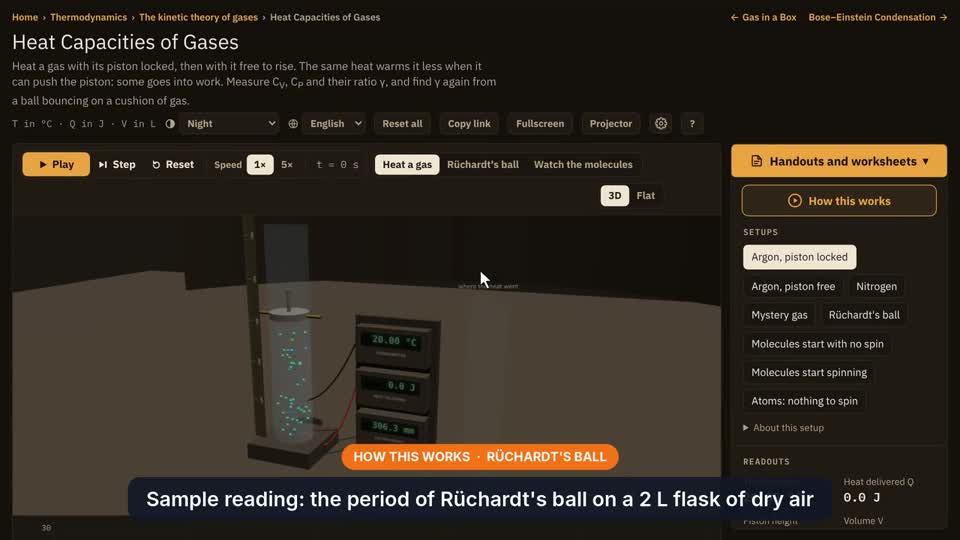 Home › Thermodynamics › The kinetic theory of gases › Heat Capacities of Gases
← Gas in a Box Bose–Einstein Condensation →
Heat Capacities of Gases
Heat a gas with its piston locked, then with it free to rise. The same heat warms it less when it
can push the piston: some goes into work. Measure CV, CP and their ratio γ, and find γ again from
a ball bouncing on a cushion of gas.
T in °C · Q in J · V in L Night English Reset all Copy link Fullscreen Projector ?
Play Step Reset Speed 1× 5× t = 0 s Heat a gas Rüchardt's ball Watch the molecules
3D Flat
Handouts and worksheets ▾
How this works
SETUPS
Argon, piston locked
Argon, piston free Nitrogen
Mystery gas Rüchardt's ball
Molecules start with no spin
Molecules start spinning
Atoms: nothing to spin
About this setup
READOUTS
Heat delivered Q
0.0 J
Piston height Volume V
where the heat went
20.00 °C
0.0 J
306.3 mm
HOW THIS WORKS · RÜCHARDT'S BALL
Sample reading: the period of Rüchardt's ball on a 2 L flask of dry air
30